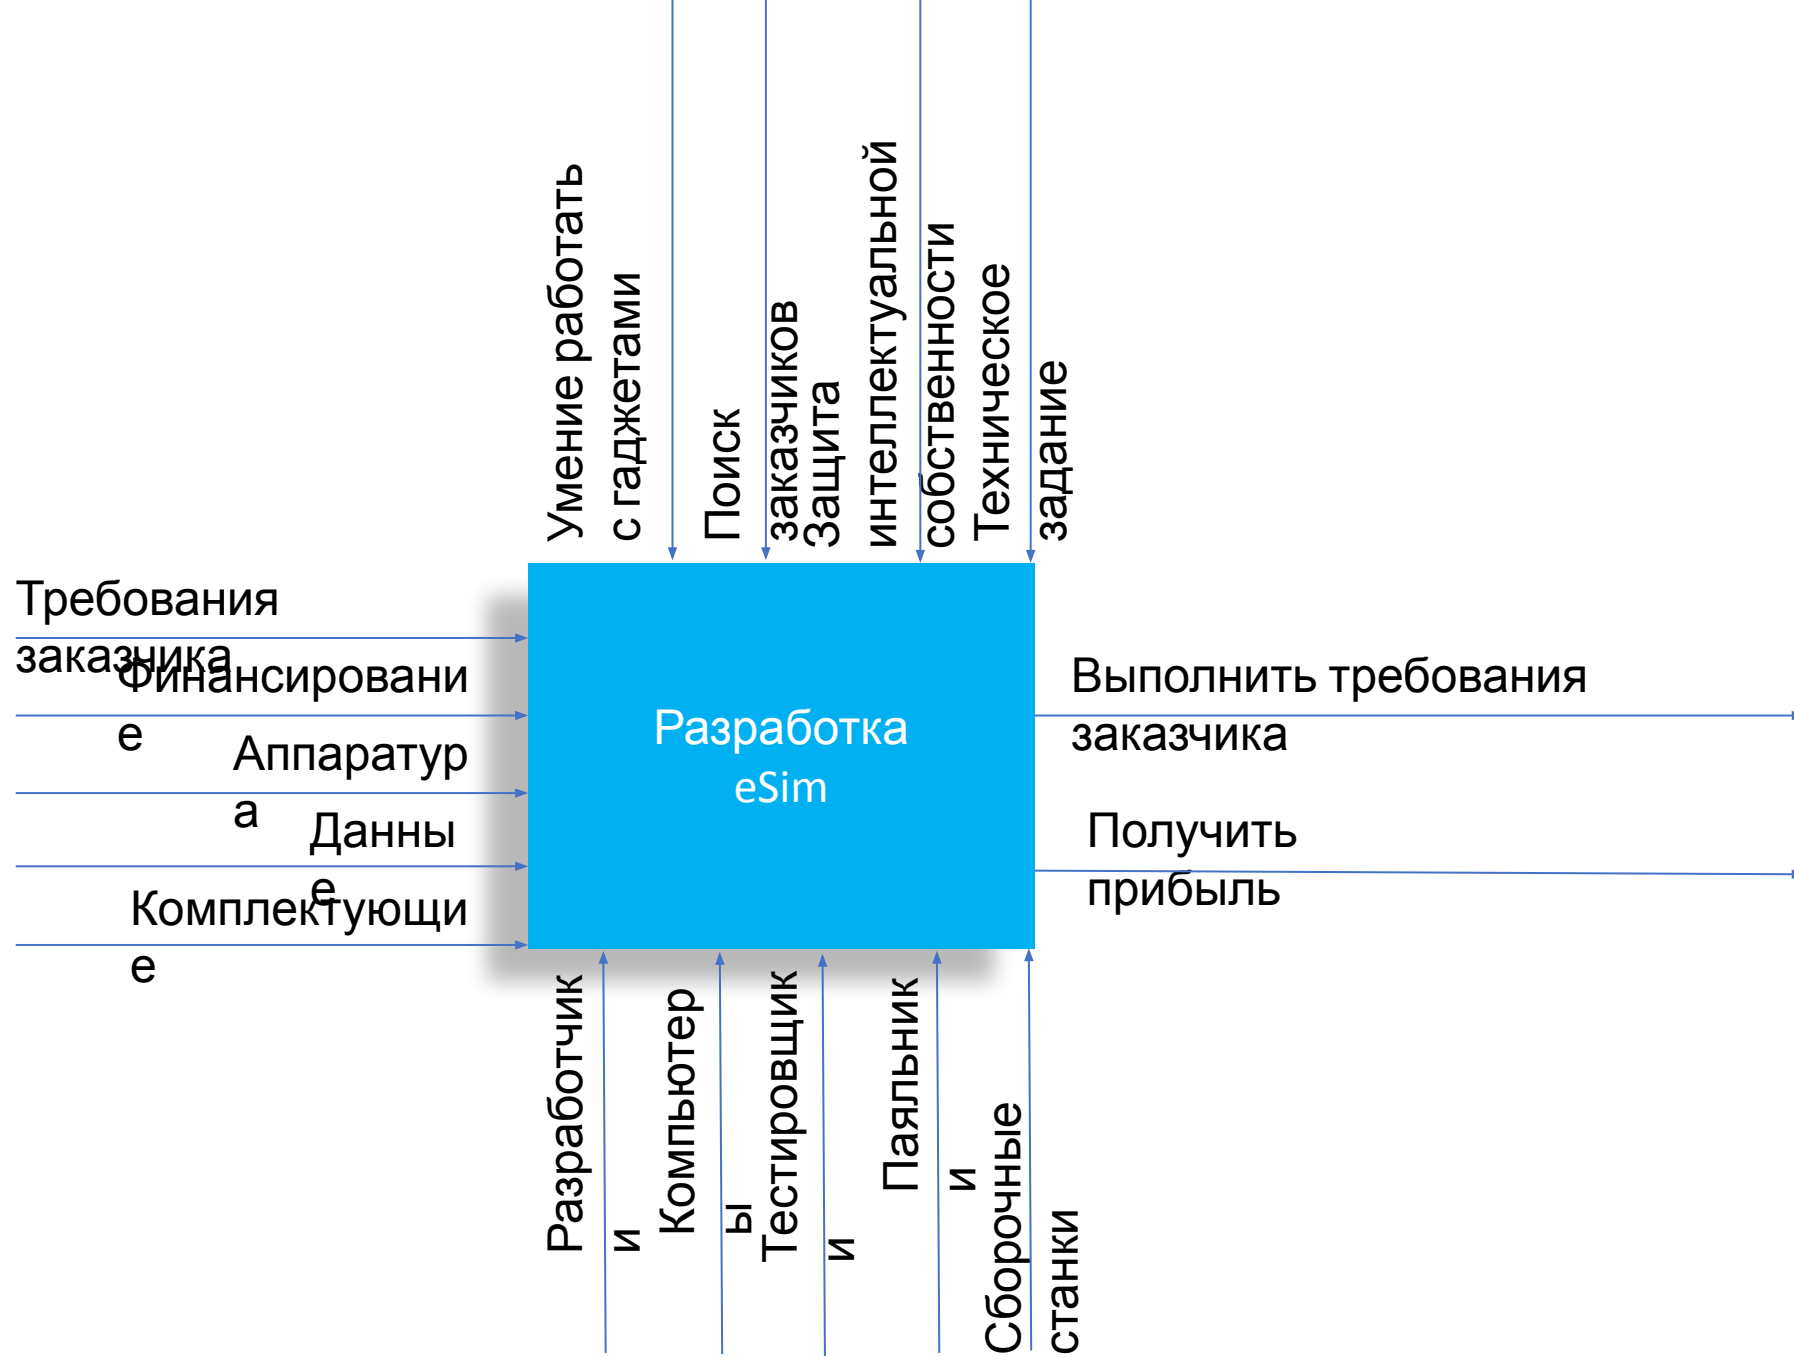 Умение работать
с гаджетами
Поиск
заказчиков
Защита
интеллектуальной
собственности
Техническое
задание
Требования
заказчика
Финансировани
е
Аппаратур
а
Данны
е
Комплектующи
е
Разработка
eSim
Выполнить требования
заказчика
Получить
прибыль
Разработчик
и
Компьютер
ы
Тестировщик
и
Паяльник
и
Сборочные
станки